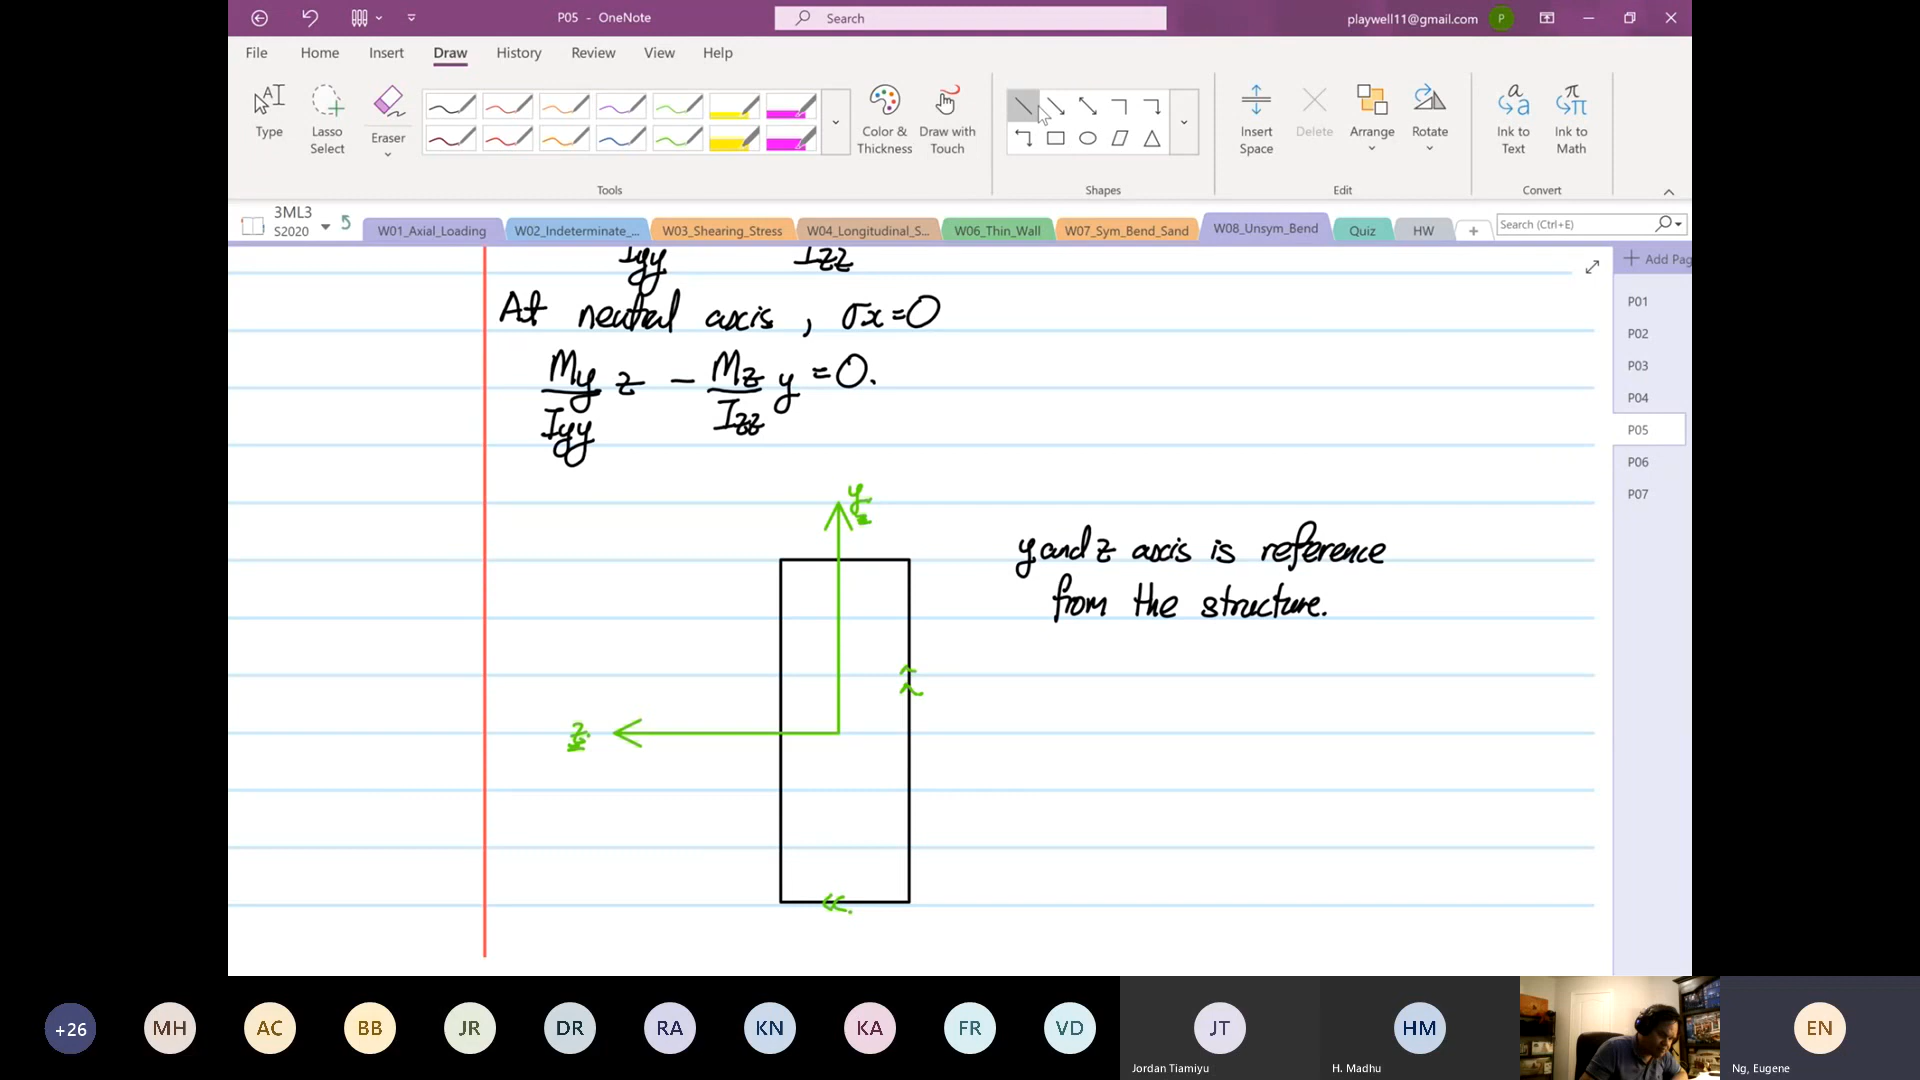 P05 - OneNote
Search
playwell11@gmail.com
P
File Home Insert Draw History Review View Help
Type
Lasso Select
Eraser
Color & Thickness
Draw with Touch
Insert Space
Delete
Arrange
Rotate
Ink to Text
Ink to Math
Tools Shapes Edit Convert
3ML3 S2020
W01_Axial_Loading W02_Indeterminate_... W03_Shearing_Stress W04_Longitudinal_S... W06_Thin_Wall W07_Sym_Bend_Sand W08_Unsym_Bend Quiz HW + Search (Ctrl+E)
Add Pag
P01
P02
P03
P04
P05
P06
P07
Iyy Izz
At neutral axis, σx=0
My/Iyy z - Mz/Izz y = 0.
y
y and z axis is reference
from the structure.
z
+26 MH AC BB JR DR RA KN KA FR VD JT HM EN
Jordan Tiamiyu H. Madhu Ng, Eugene